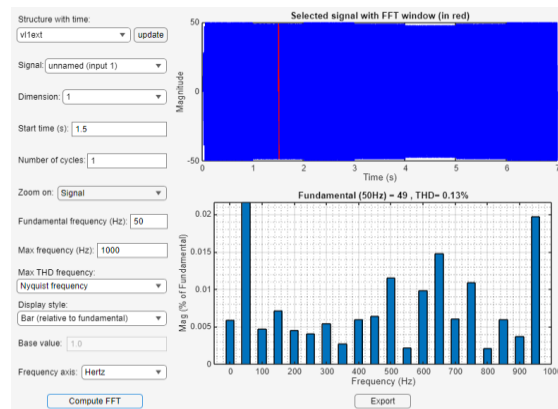 Structure with time:
vl1ext
update
Signal: unnamed (input 1)
Dimension: 1
Start time (s): 1.5
Number of cycles: 1
Zoom on: Signal
Fundamental frequency (Hz): 50
Max frequency (Hz): 1000
Max THD frequency:
Nyquist frequency
Display style:
Bar (relative to fundamental)
Base value: 1.0
Frequency axis: Hertz
Compute FFT
Selected signal with FFT window (in red)
50
0
-50
Magnitude
0 1 2 3 4 5 6 7
Time (s)
Fundamental (50Hz) = 49 , THD= 0.13%
0.02
0.015
0.01
0.005
0
Mag (% of Fundamental)
0 100 200 300 400 500 600 700 800 900 1000
Frequency (Hz)
Export